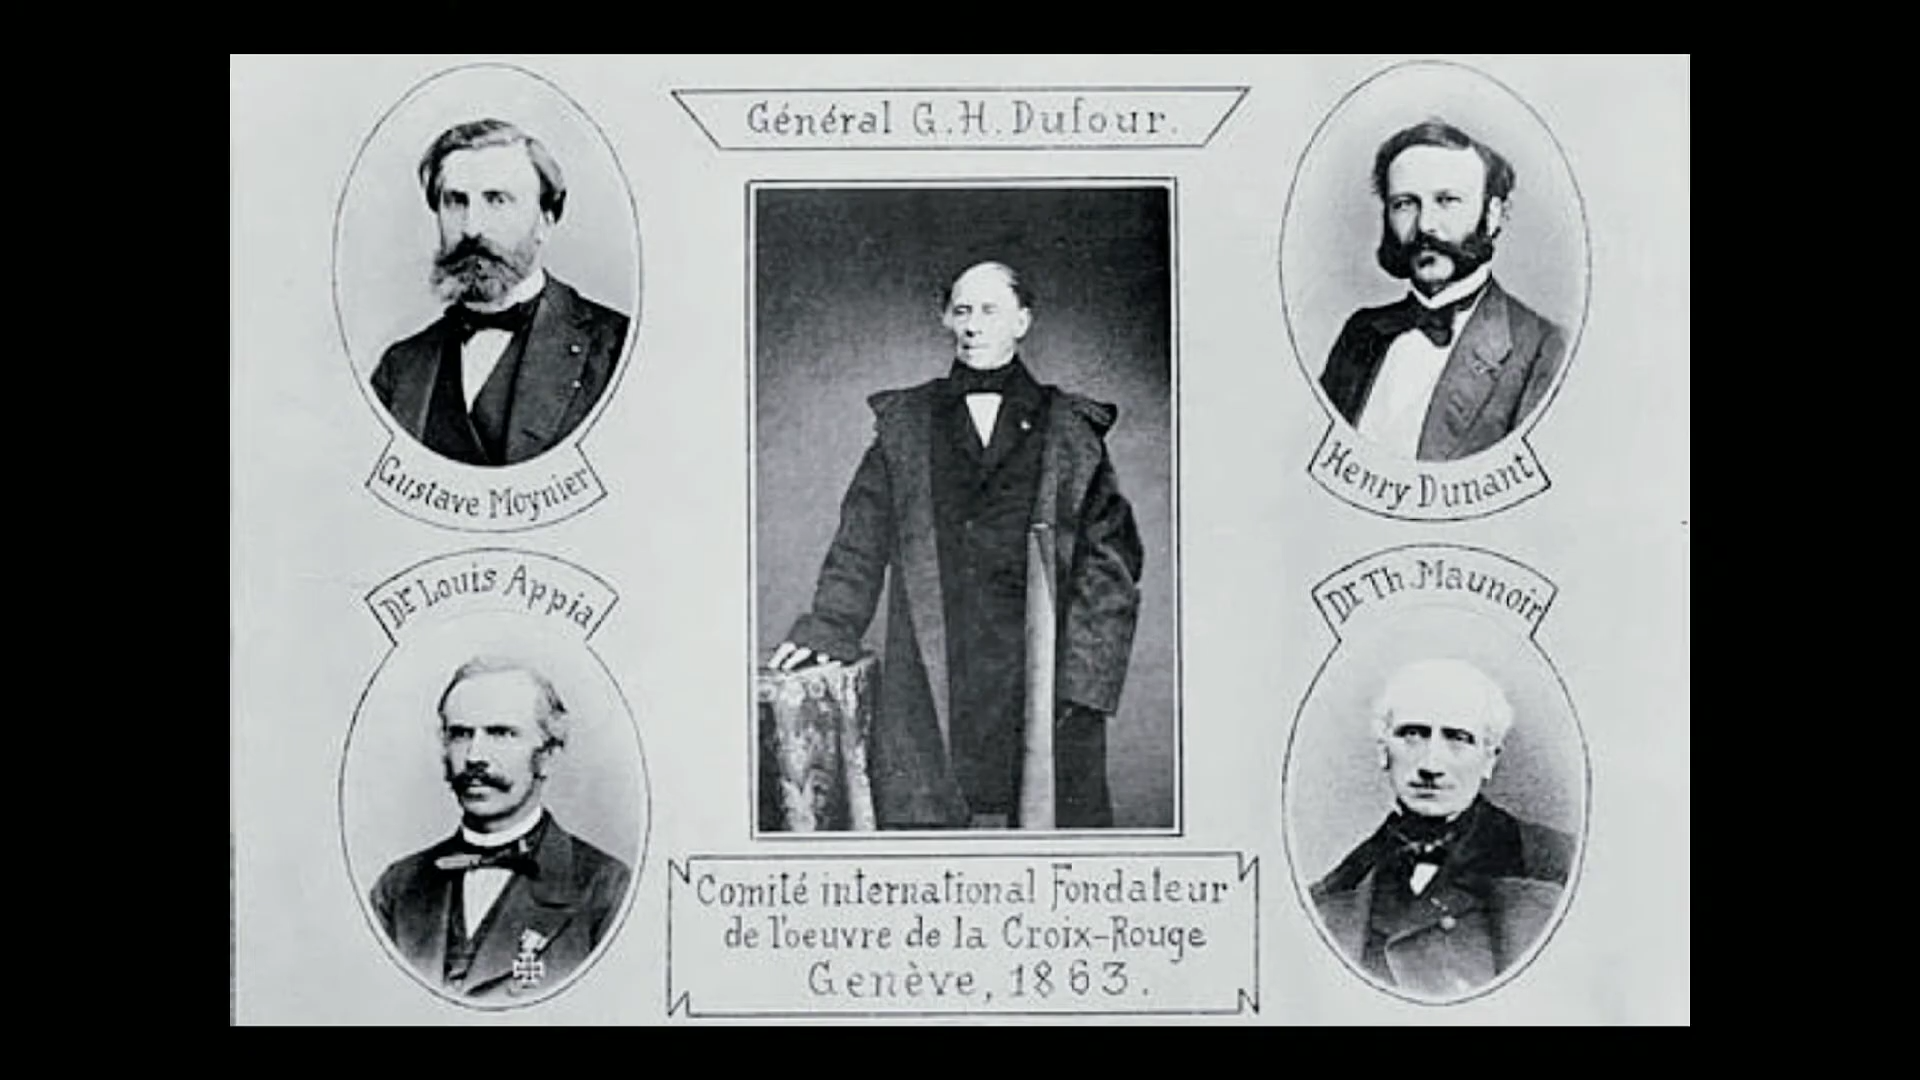 Général G. H. Dufour.
Gustave Moynier
Henry Dunant
Dr Louis Appia
Dr Th. Maunoir
Comité international Fondateur
de l'oeuvre de la Croix-Rouge
Genève, 1863.